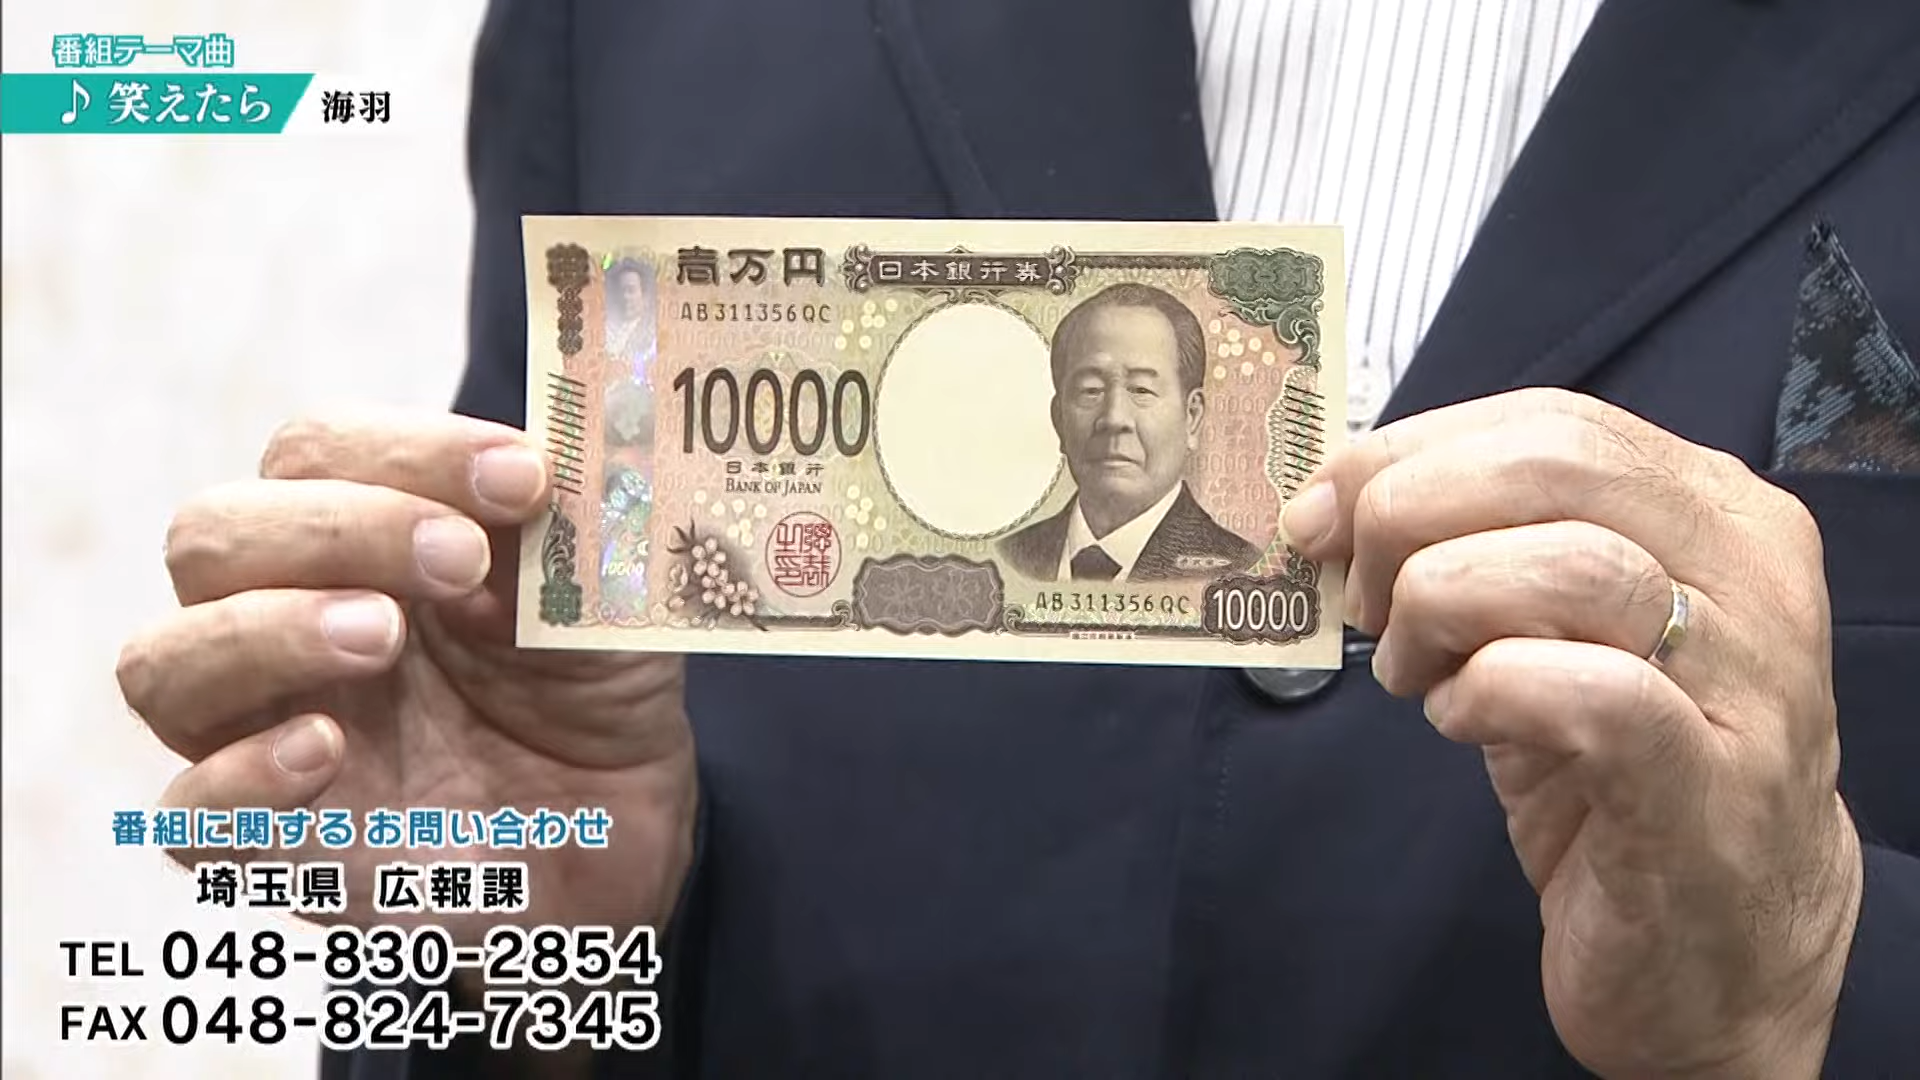 番組テーマ曲
♪ 笑えたら 海羽
壱万円
日本銀行券
AB311356QC
10000
日本銀行
BANK OF JAPAN
10000
AB311356QC
10000
番組に関するお問い合わせ
埼玉県 広報課
TEL 048-830-2854
FAX 048-824-7345